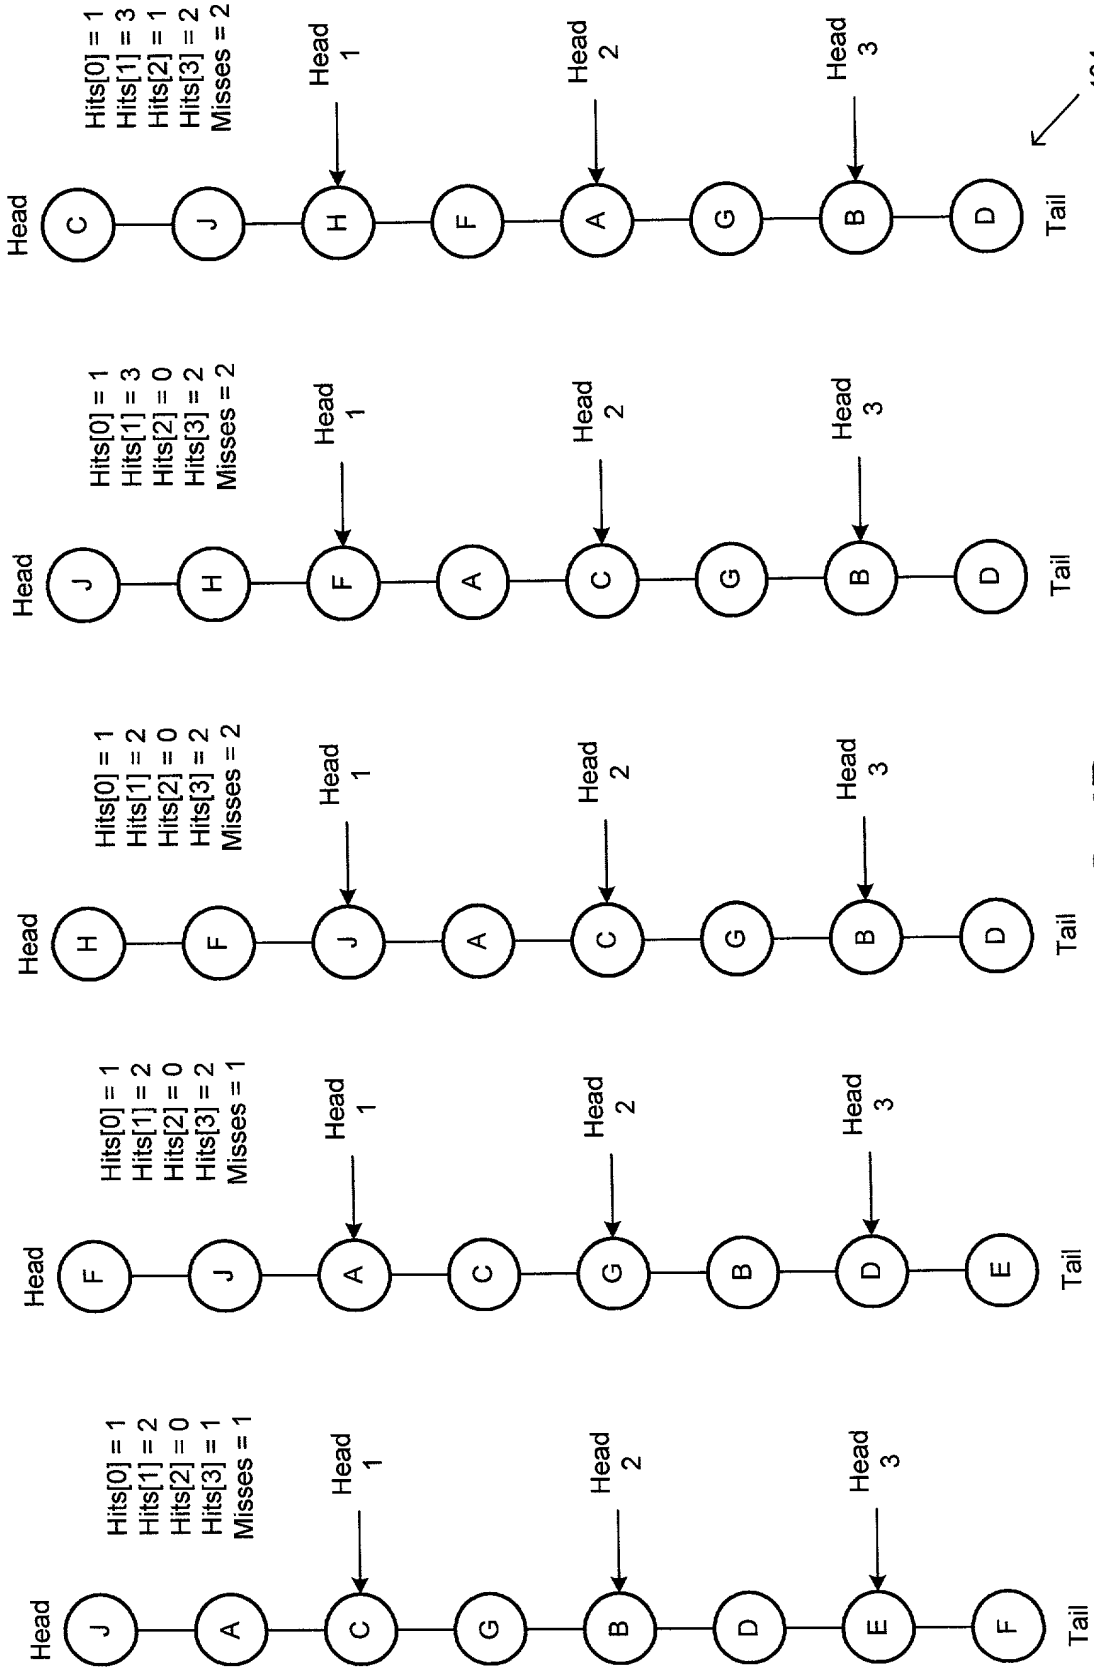 Head
J
A
C
G
B
D
E
F
Tail
Hits[0] = 1
Hits[1] = 2
Hits[2] = 0
Hits[3] = 1
Misses = 1
Head
1
Head
2
Head
3
Head
F
J
A
C
G
B
D
E
Tail
Hits[0] = 1
Hits[1] = 2
Hits[2] = 0
Hits[3] = 2
Misses = 1
Head
1
Head
2
Head
3
Head
H
F
J
A
C
G
B
D
Tail
Hits[0] = 1
Hits[1] = 2
Hits[2] = 0
Hits[3] = 2
Misses = 2
Head
1
Head
2
Head
3
Head
J
H
F
A
C
G
B
D
Tail
Hits[0] = 1
Hits[1] = 3
Hits[2] = 0
Hits[3] = 2
Misses = 2
Head
1
Head
2
Head
3
Head
C
J
H
F
A
G
B
D
Tail
Hits[0] = 1
Hits[1] = 3
Hits[2] = 1
Hits[3] = 2
Misses = 2
Head
1
Head
2
Head
3